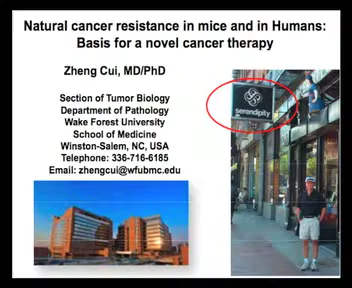 Natural cancer resistance in mice and in Humans:
Basis for a novel cancer therapy
Zheng Cui, MD/PhD
Section of Tumor Biology
Department of Pathology
Wake Forest University
School of Medicine
Winston-Salem, NC, USA
Telephone: 336-716-6185
Email: zhengcui@wfubmc.edu
serendipity